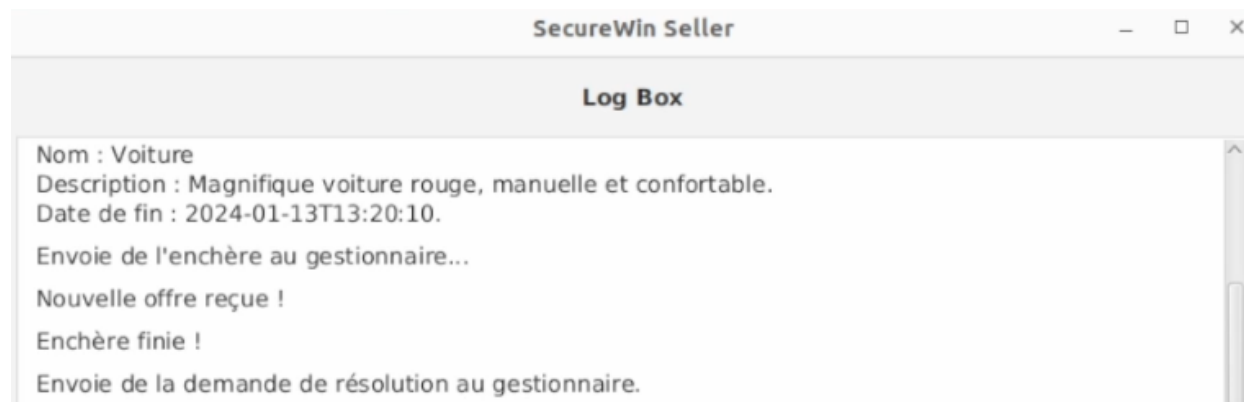 SecureWin Seller
Log Box
Nom : Voiture
Description : Magnifique voiture rouge, manuelle et confortable.
Date de fin : 2024-01-13T13:20:10.
Envoie de l'enchère au gestionnaire...
Nouvelle offre reçue !
Enchère finie !
Envoie de la demande de résolution au gestionnaire.